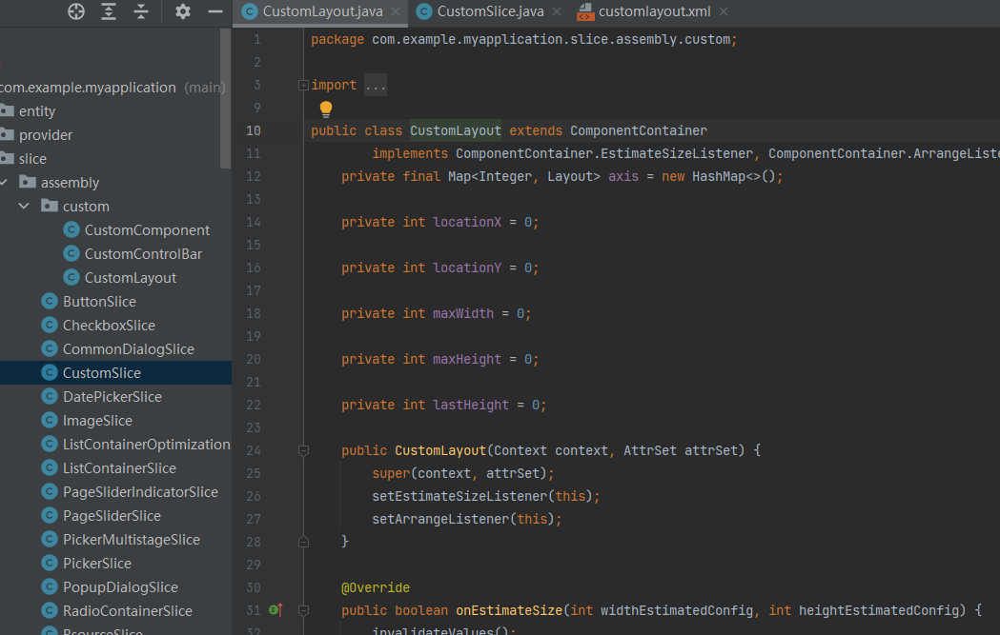 CustomLayout.java
CustomSlice.java
customlayout.xml
com.example.myapplication (main)
entity
provider
slice
assembly
custom
CustomComponent
CustomControlBar
CustomLayout
ButtonSlice
CheckboxSlice
CommonDialogSlice
CustomSlice
DatePickerSlice
ImageSlice
ListContainerOptimization
ListContainerSlice
PageSliderIndicatorSlice
PageSliderSlice
PickerMultistageSlice
PickerSlice
PopupDialogSlice
RadioContainerSlice
RsourceSlice
1 package com.example.myapplication.slice.assembly.custom;
2
3 import ...
9
10 public class CustomLayout extends ComponentContainer
11 implements ComponentContainer.EstimateSizeListener, ComponentContainer.ArrangeListe
12 private final Map<Integer, Layout> axis = new HashMap<>();
13
14 private int locationX = 0;
15
16 private int locationY = 0;
17
18 private int maxWidth = 0;
19
20 private int maxHeight = 0;
21
22 private int lastHeight = 0;
23
24 public CustomLayout(Context context, AttrSet attrSet) {
25 super(context, attrSet);
26 setEstimateSizeListener(this);
27 setArrangeListener(this);
28 }
29
30 @Override
31 public boolean onEstimateSize(int widthEstimatedConfig, int heightEstimatedConfig) {
32 invalidateValues();